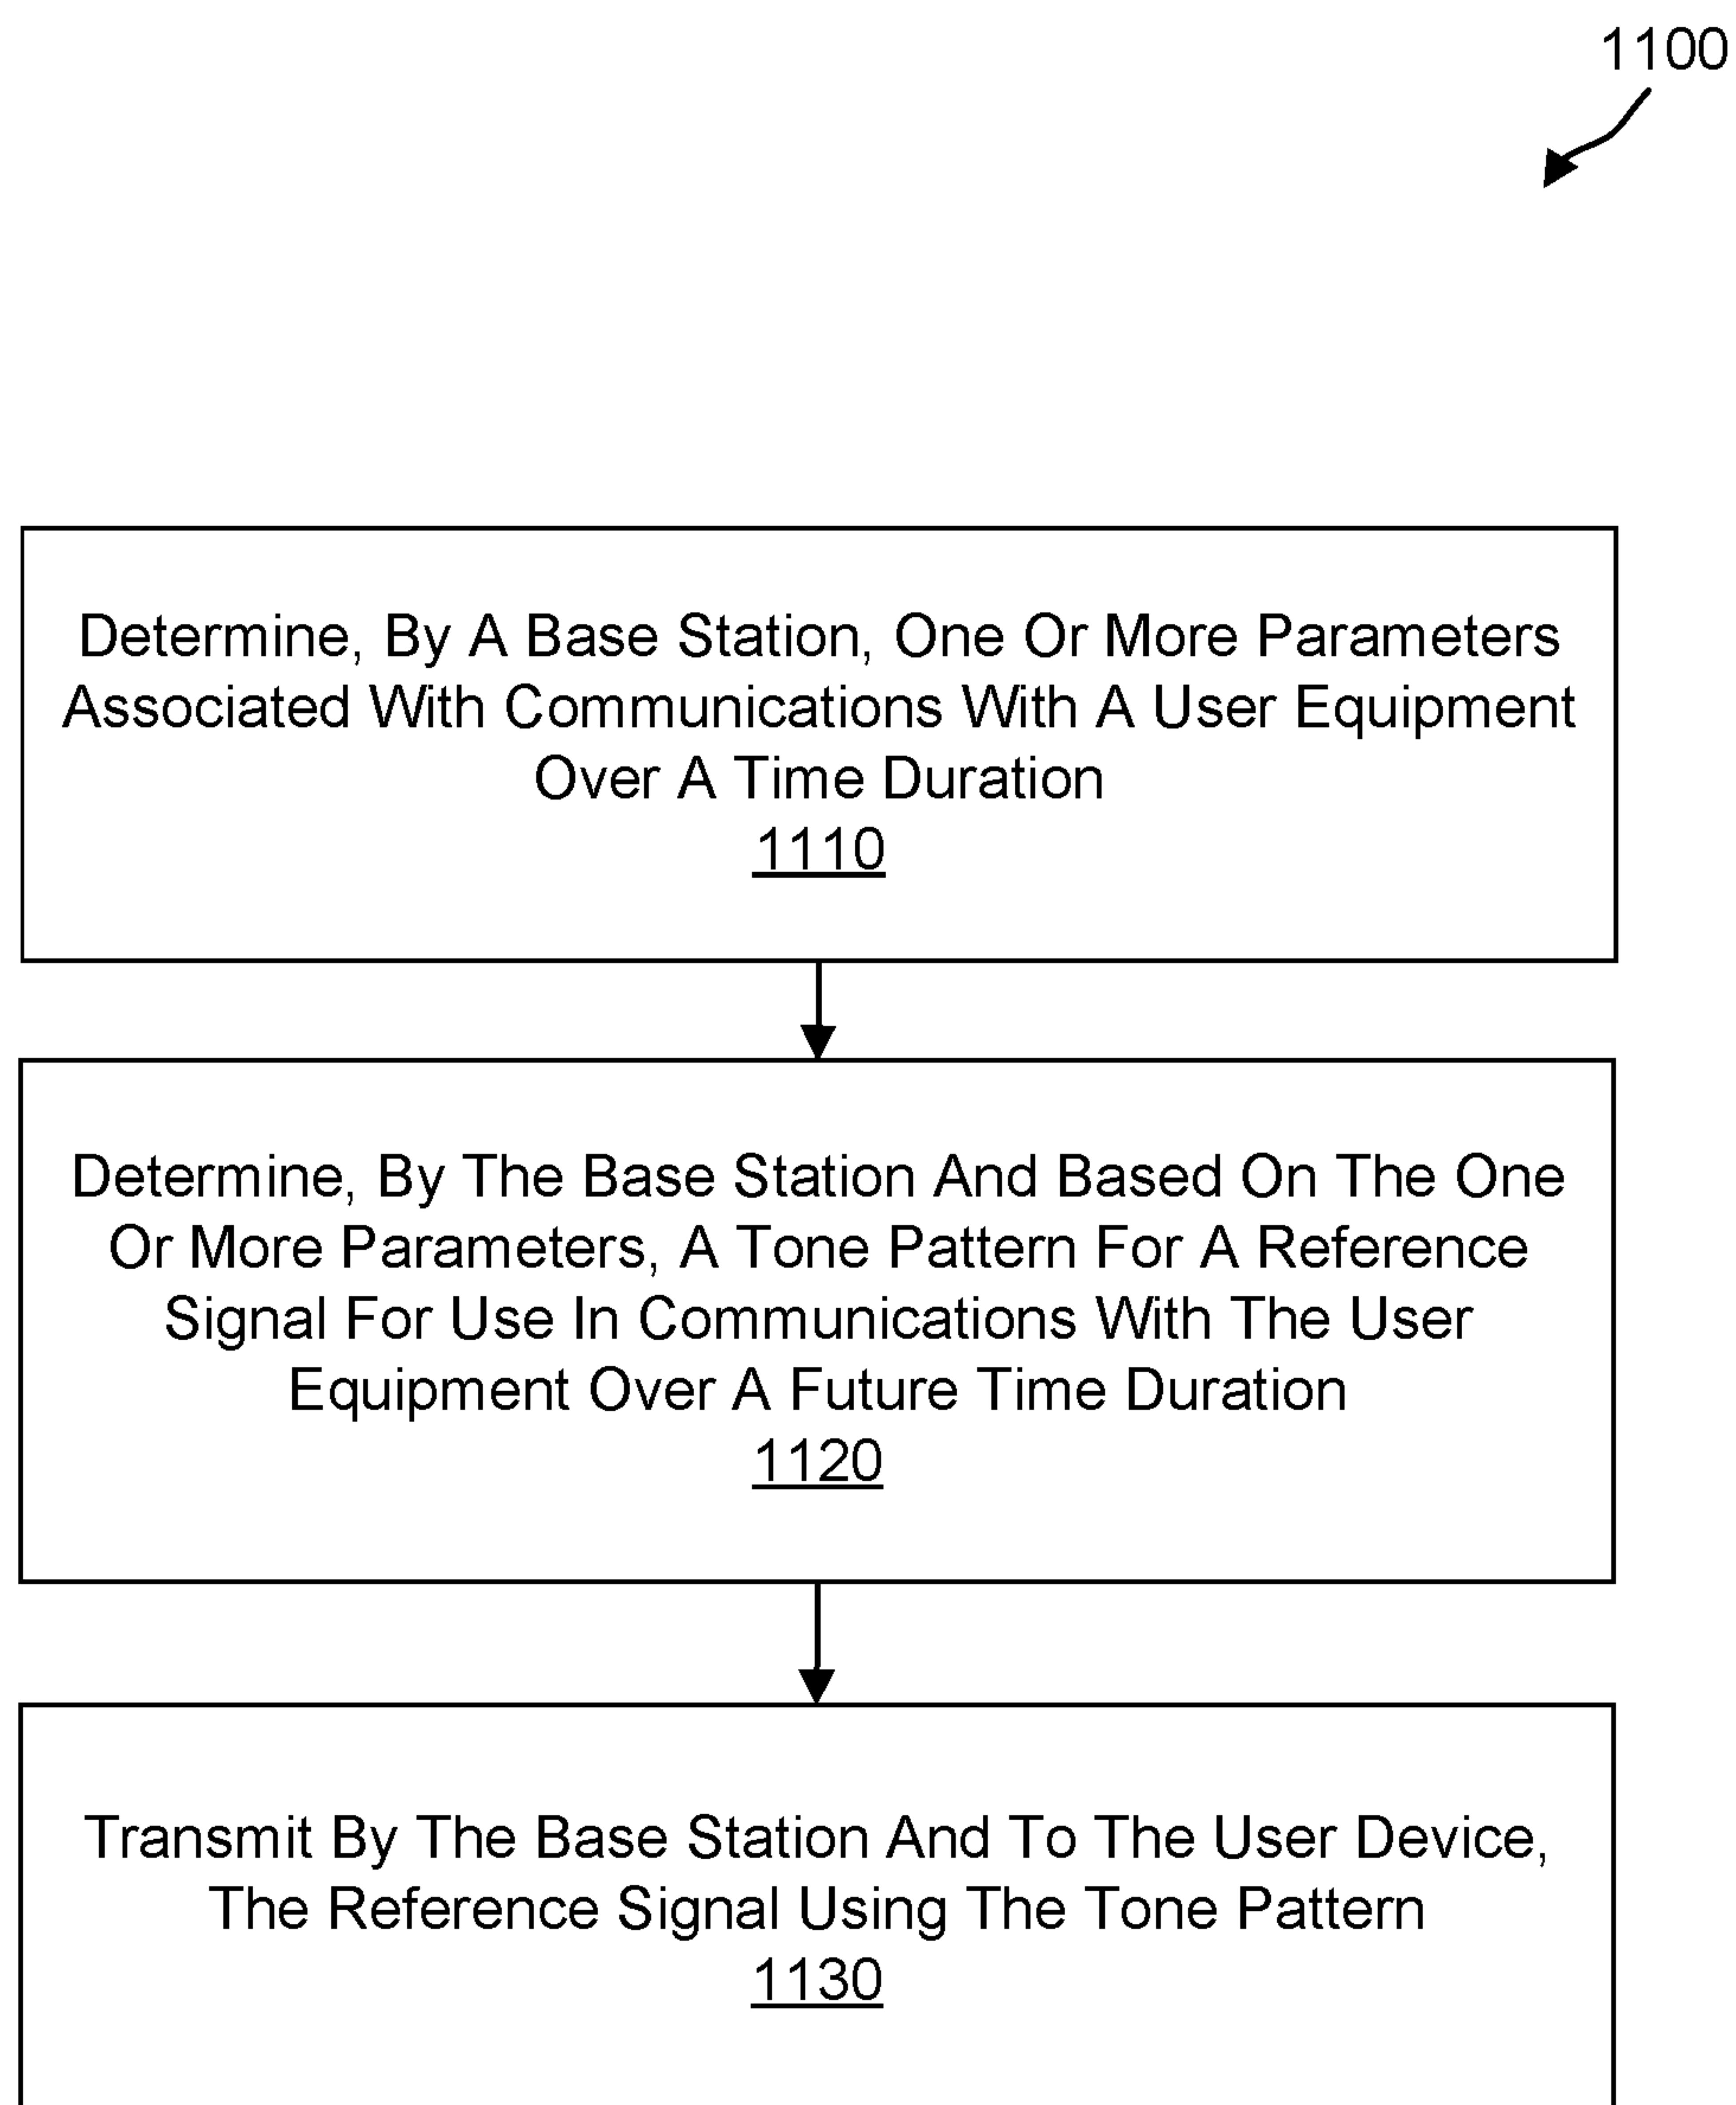 1100
Determine, By A Base Station, One Or More Parameters
Associated With Communications With A User Equipment
Over A Time Duration
1110
Determine, By The Base Station And Based On The One
Or More Parameters, A Tone Pattern For A Reference
Signal For Use In Communications With The User
Equipment Over A Future Time Duration
1120
Transmit By The Base Station And To The User Device,
The Reference Signal Using The Tone Pattern
1130